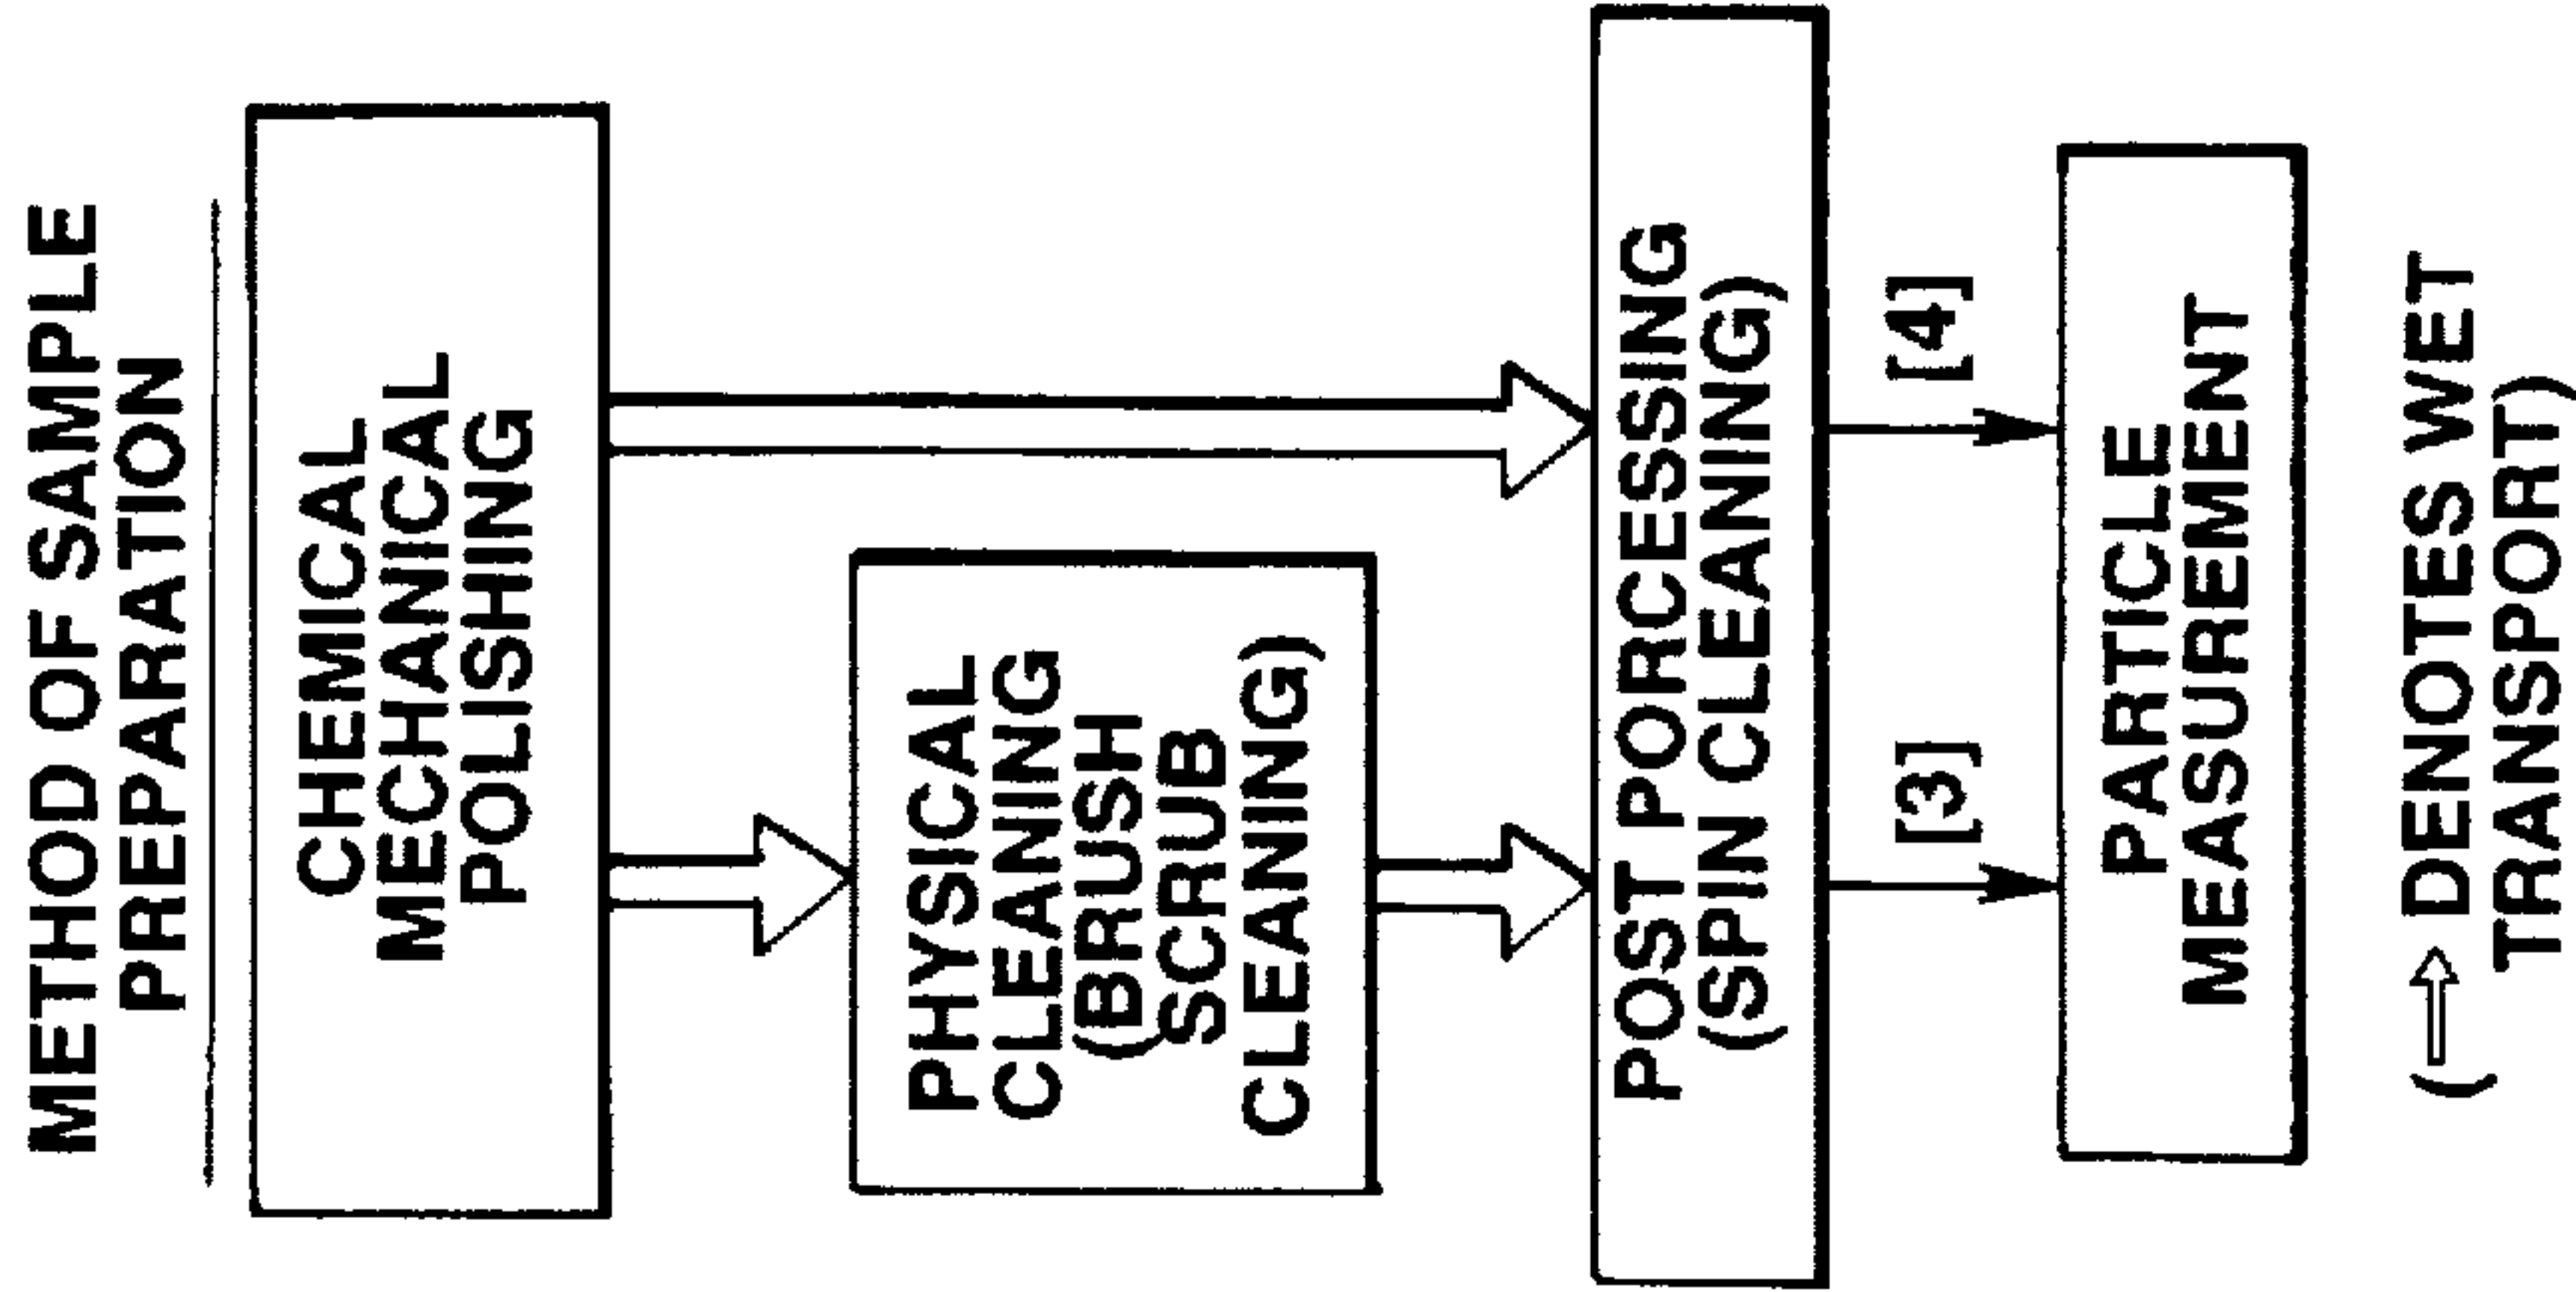 METHOD OF SAMPLE
PREPARATION
CHEMICAL
MECHANICAL
POLISHING
PHYSICAL
CLEANING
(BRUSH
SCRUB
CLEANING)
POST PORCESSING
(SPIN CLEANING)
[3]
[4]
PARTICLE
MEASUREMENT
(⇨ DENOTES WET
TRANSPORT)